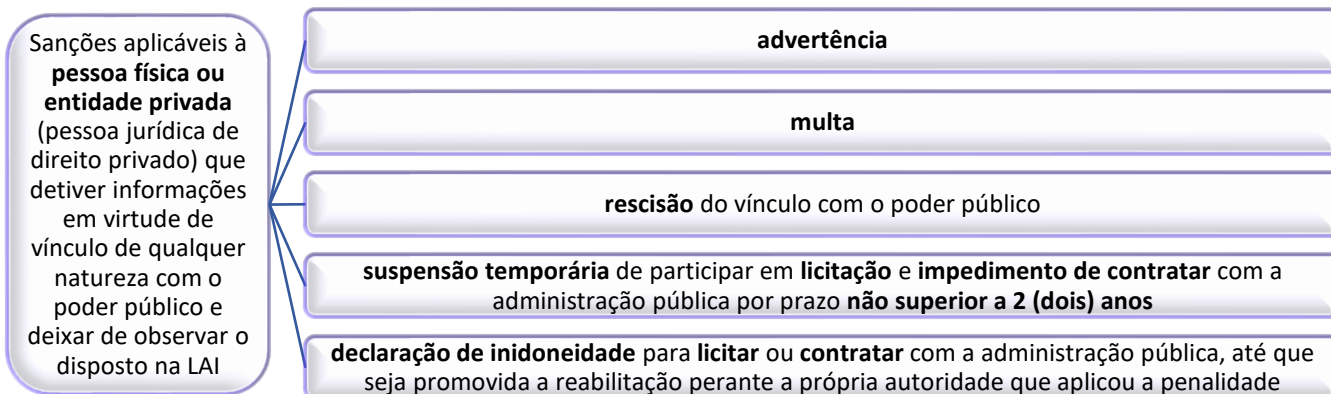 Sanções aplicáveis à
pessoa física ou
entidade privada
(pessoa jurídica de
direito privado) que
detiver informações
em virtude de
vínculo de qualquer
natureza com o
poder público e
deixar de observar o
disposto na LAI
advertência
multa
rescisão do vínculo com o poder público
suspensão temporária de participar em licitação e impedimento de contratar com a
administração pública por prazo não superior a 2 (dois) anos
declaração de inidoneidade para licitar ou contratar com a administração pública, até que
seja promovida a reabilitação perante a própria autoridade que aplicou a penalidade